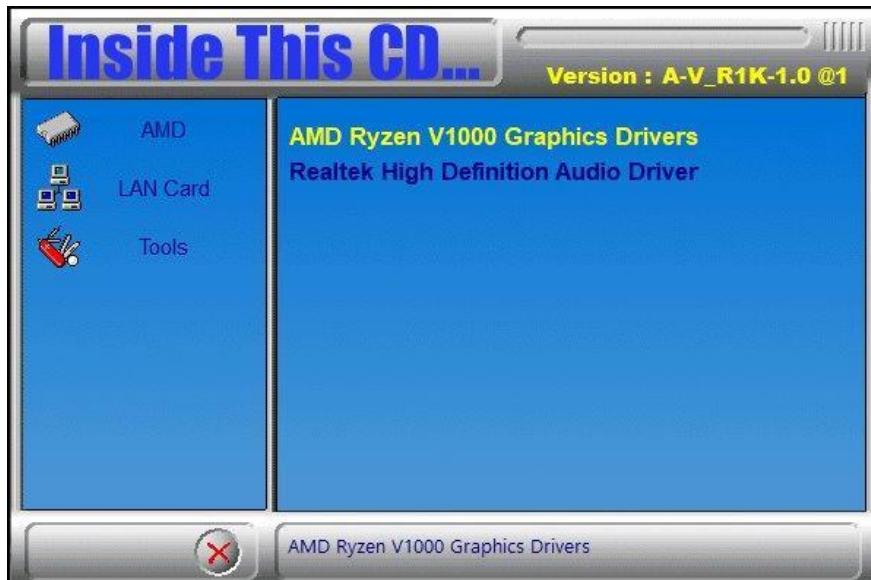 Inside This CD...
Version : A-V_R1K-1.0 @1
AMD
LAN Card
Tools
AMD Ryzen V1000 Graphics Drivers
Realtek High Definition Audio Driver
AMD Ryzen V1000 Graphics Drivers